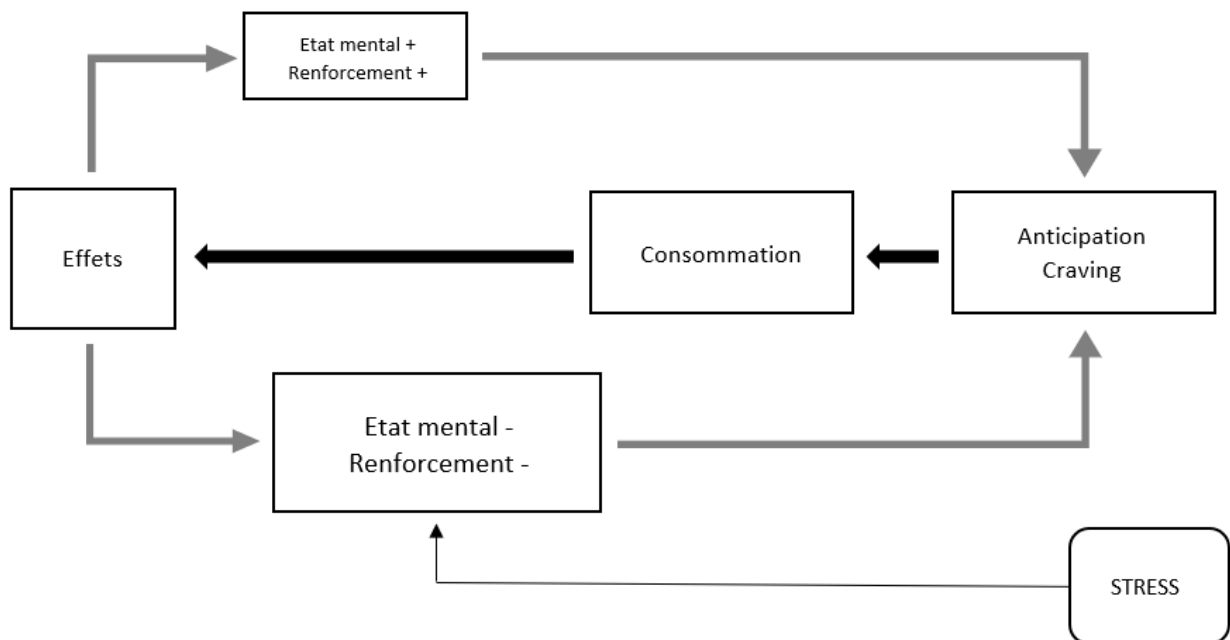 Etat mental +
Renforcement +
Effets
Consommation
Anticipation
Craving
Etat mental -
Renforcement -
STRESS